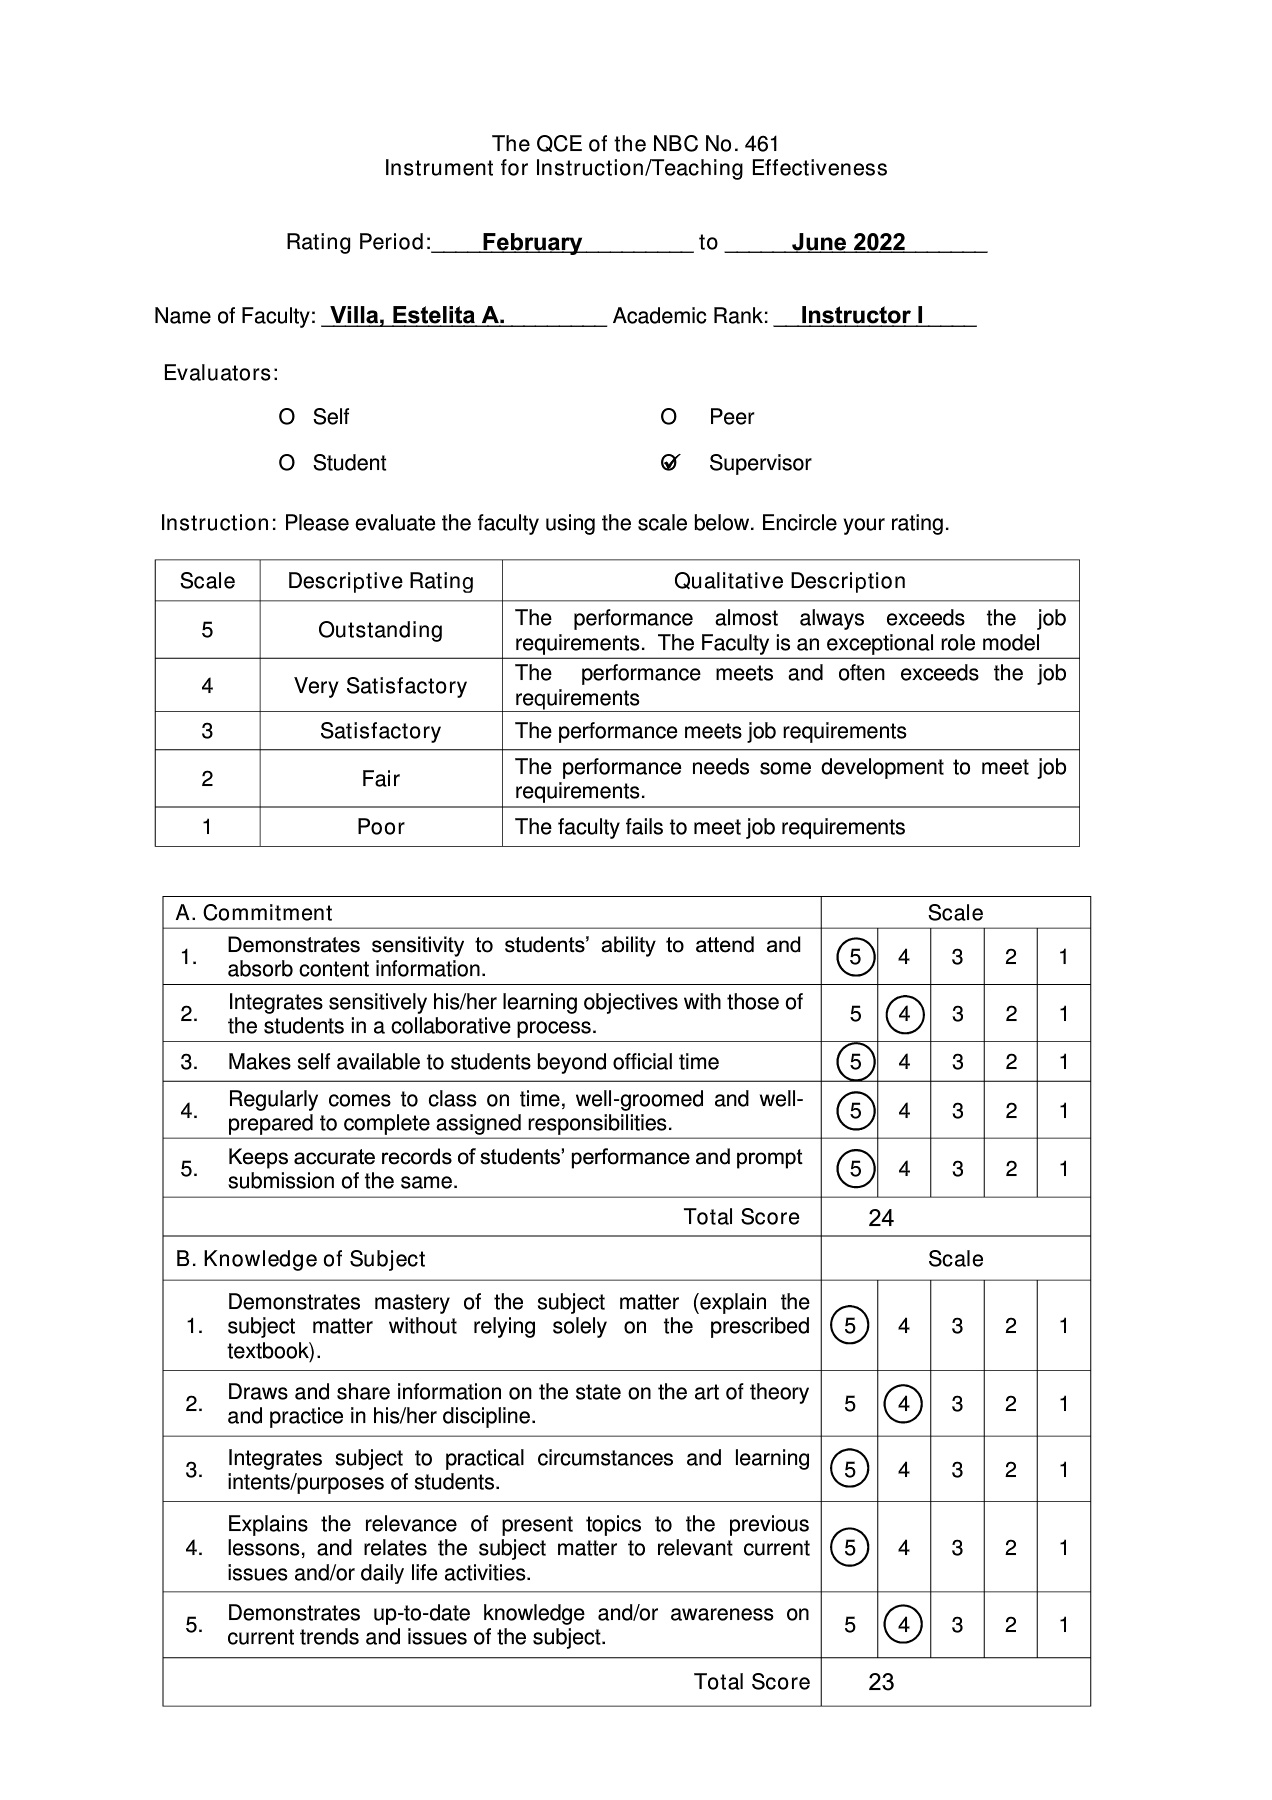 The QCE of the NBC No. 461
Instrument for Instruction/Teaching Effectiveness
Rating Period:____February_________ to _____June 2022______
Name of Faculty: _Villa, Estelita A.________ Academic Rank: __Instructor I____
Evaluators:
O Self O Peer
O Student O Supervisor
Instruction: Please evaluate the faculty using the scale below. Encircle your rating.
Scale Descriptive Rating Qualitative Description
5 Outstanding The performance almost always exceeds the job
requirements. The Faculty is an exceptional role model
4 Very Satisfactory The performance meets and often exceeds the job
requirements
3 Satisfactory The performance meets job requirements
2 Fair The performance needs some development to meet job
requirements.
1 Poor The faculty fails to meet job requirements
A. Commitment Scale
1. Demonstrates sensitivity to students' ability to attend and
absorb content information. 5 4 3 2 1
2. Integrates sensitively his/her learning objectives with those of
the students in a collaborative process. 5 4 3 2 1
3. Makes self available to students beyond official time 5 4 3 2 1
4. Regularly comes to class on time, well-groomed and well-
prepared to complete assigned responsibilities. 5 4 3 2 1
5. Keeps accurate records of students' performance and prompt
submission of the same. 5 4 3 2 1
Total Score 24
B. Knowledge of Subject Scale
1. Demonstrates mastery of the subject matter (explain the
subject matter without relying solely on the prescribed
textbook). 5 4 3 2 1
2. Draws and share information on the state on the art of theory
and practice in his/her discipline. 5 4 3 2 1
3. Integrates subject to practical circumstances and learning
intents/purposes of students. 5 4 3 2 1
4. Explains the relevance of present topics to the previous
lessons, and relates the subject matter to relevant current
issues and/or daily life activities. 5 4 3 2 1
5. Demonstrates up-to-date knowledge and/or awareness on
current trends and issues of the subject. 5 4 3 2 1
Total Score 23